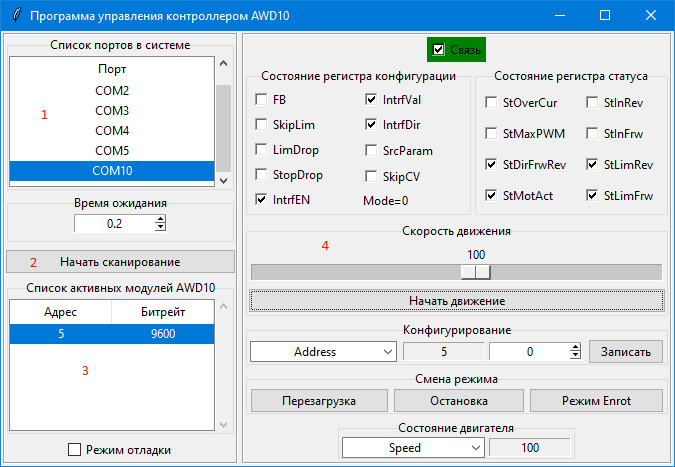 Программа управления контроллером AWD10
Список портов в системе
Порт
COM2
1
COM3
COM4
COM5
COM10
Время ожидания
0.2
2
Начать сканирование
Список активных модулей AWD10
Адрес Битрейт
5 9600
3
Режим отладки
Связь
Состояние регистра конфигурации
FB IntrfVal
SkipLim IntrfDir
LimDrop SrcParam
StopDrop SkipCV
IntrfEN Mode=0
Состояние регистра статуса
StOverCur StInRev
StMaxPWM StInFrw
StDirFrwRev StLimRev
StMotAct StLimFrw
Скорость движения
4
100
Начать движение
Конфигурирование
Address 5 0 Записать
Смена режима
Перезагрузка Остановка Режим Enrot
Состояние двигателя
Speed 100